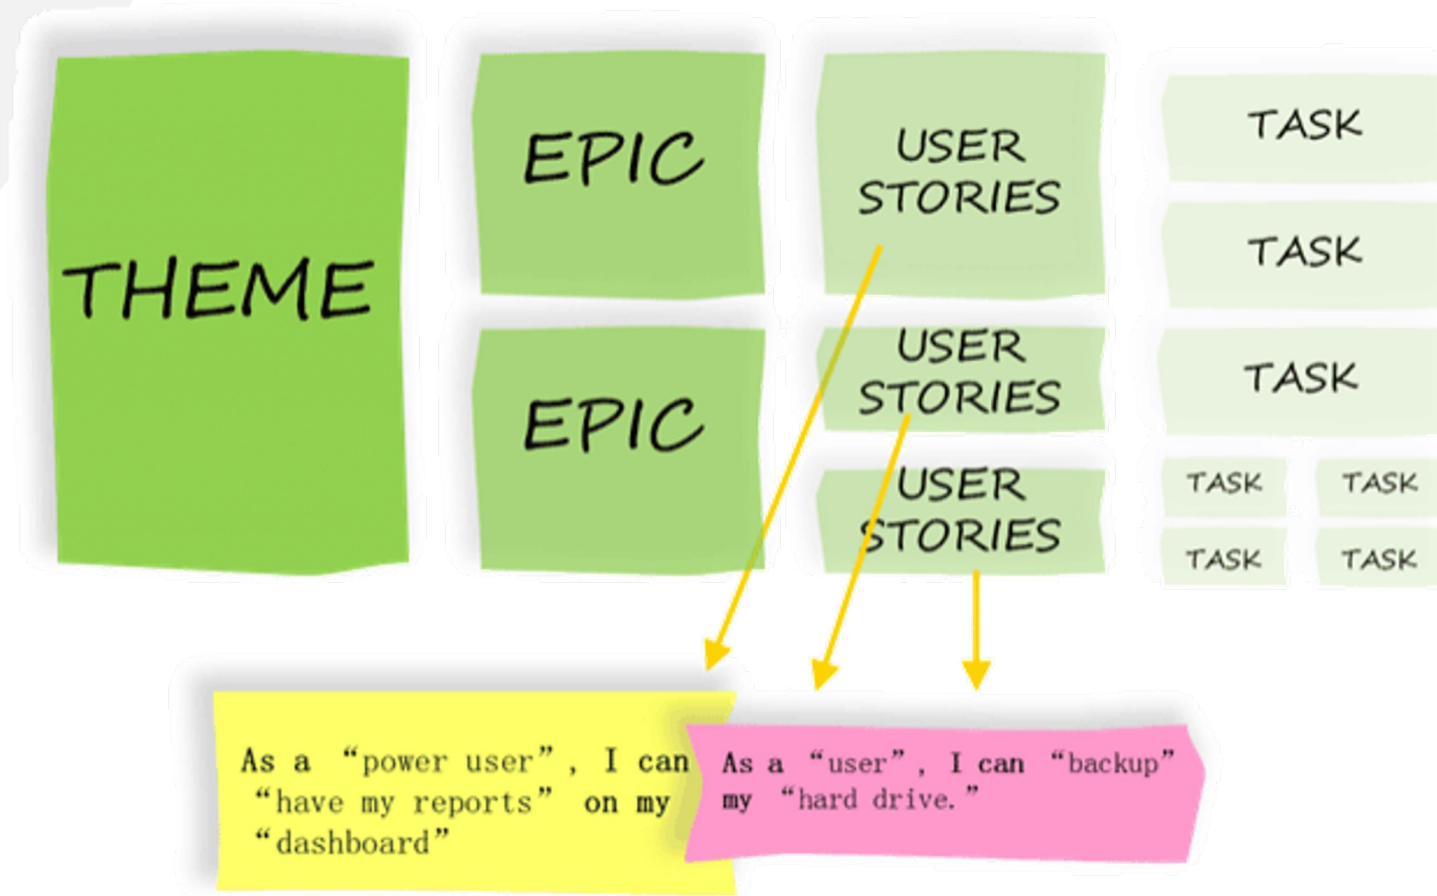 THEME
EPIC
EPIC
USER
STORIES
USER
STORIES
USER
STORIES
TASK
TASK
TASK
TASK TASK
TASK TASK
As a “power user”, I can
“have my reports” on my
“dashboard”
As a “user”, I can “backup”
my “hard drive.”